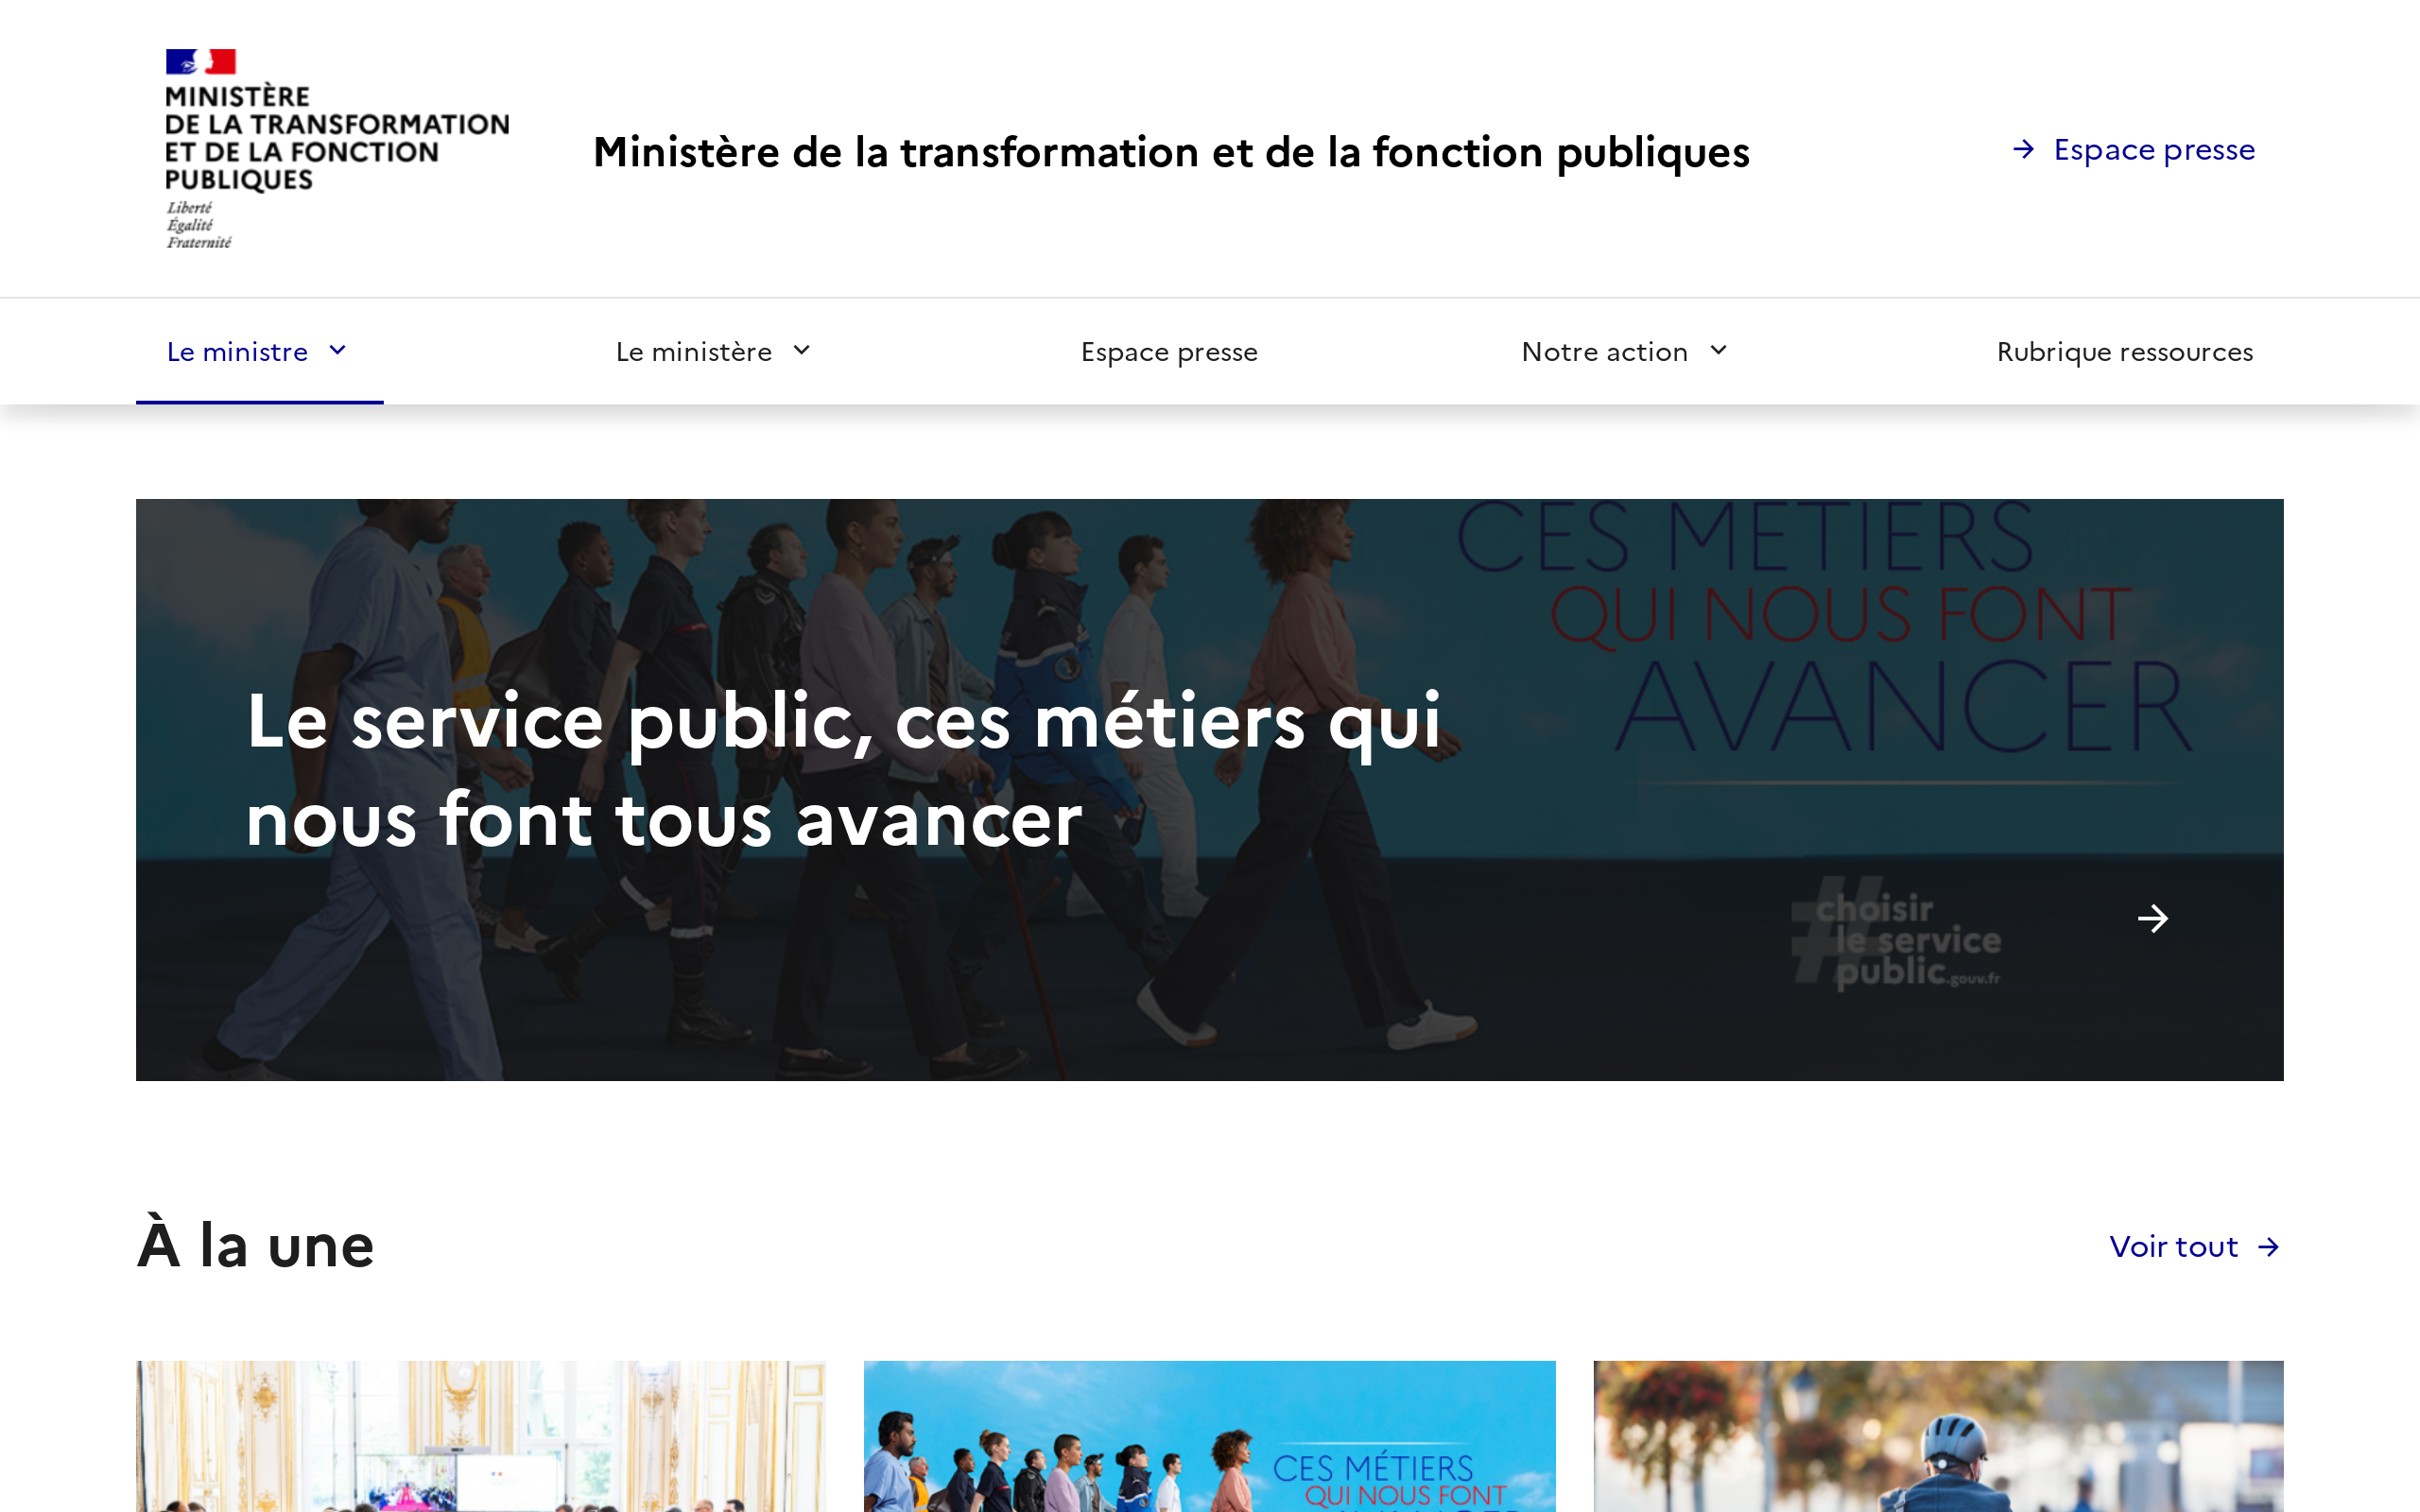 MINISTÈRE
DE LA TRANSFORMATION
ET DE LA FONCTION
PUBLIQUES
Liberté
Égalité
Fraternité
Ministère de la transformation et de la fonction publiques
Espace presse
Le ministre
Le ministère
Espace presse
Notre action
Rubrique ressources
CES MÉTIERS
QUI NOUS FONT
AVANCER
Le service public, ces métiers qui
nous font tous avancer
#choisir
le service
public.gouv.fr
À la une
Voir tout
CES MÉTIERS
QUI NOUS FONT